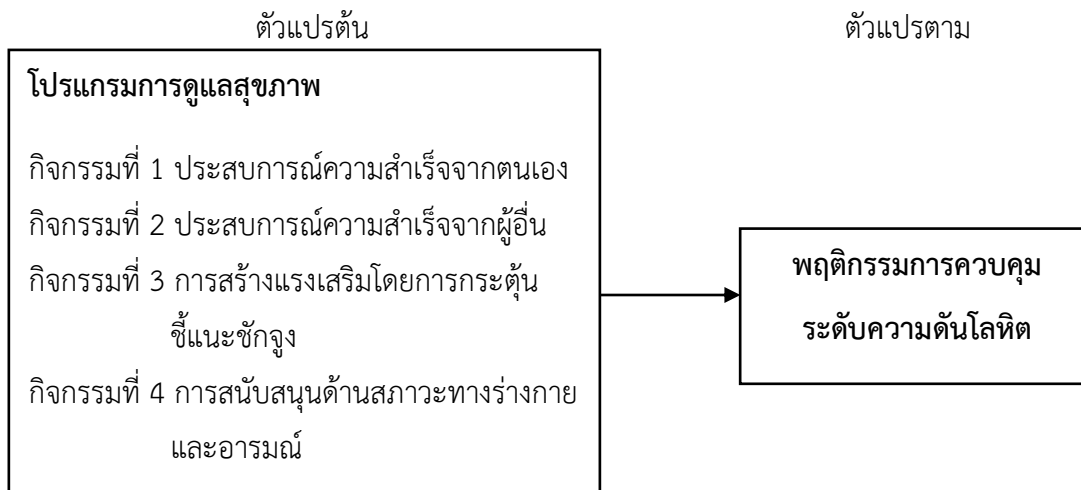 ตัวแปรต้น
ตัวแปรตาม
โปรแกรมการดูแลสุขภาพ
กิจกรรมที่ 1 ประสบการณ์ความสำเร็จจากตนเอง
กิจกรรมที่ 2 ประสบการณ์ความสำเร็จจากผู้อื่น
กิจกรรมที่ 3 การสร้างแรงเสริมโดยการกระตุ้น
ชี้แนะชักจูง
กิจกรรมที่ 4 การสนับสนุนด้านสภาวะทางร่างกาย
และอารมณ์
พฤติกรรมการควบคุม
ระดับความดันโลหิต